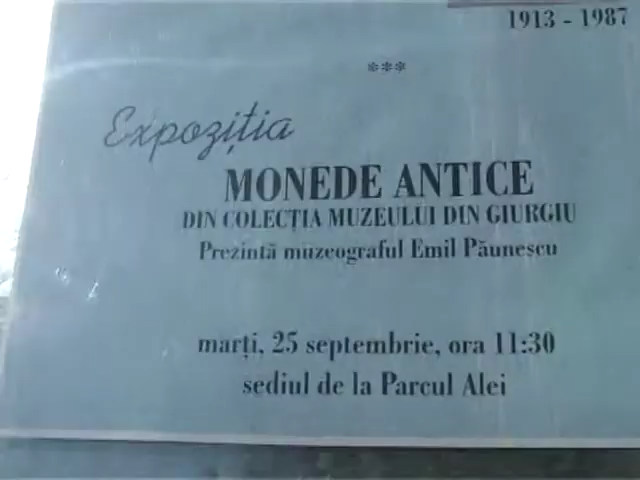 1913 - 1987
***
Expoziția
MONEDE ANTICE
DIN COLECȚIA MUZEULUI DIN GIURGIU
Prezintă muzeograful Emil Păunescu
marți, 25 septembrie, ora 11:30
sediul de la Parcul Alei